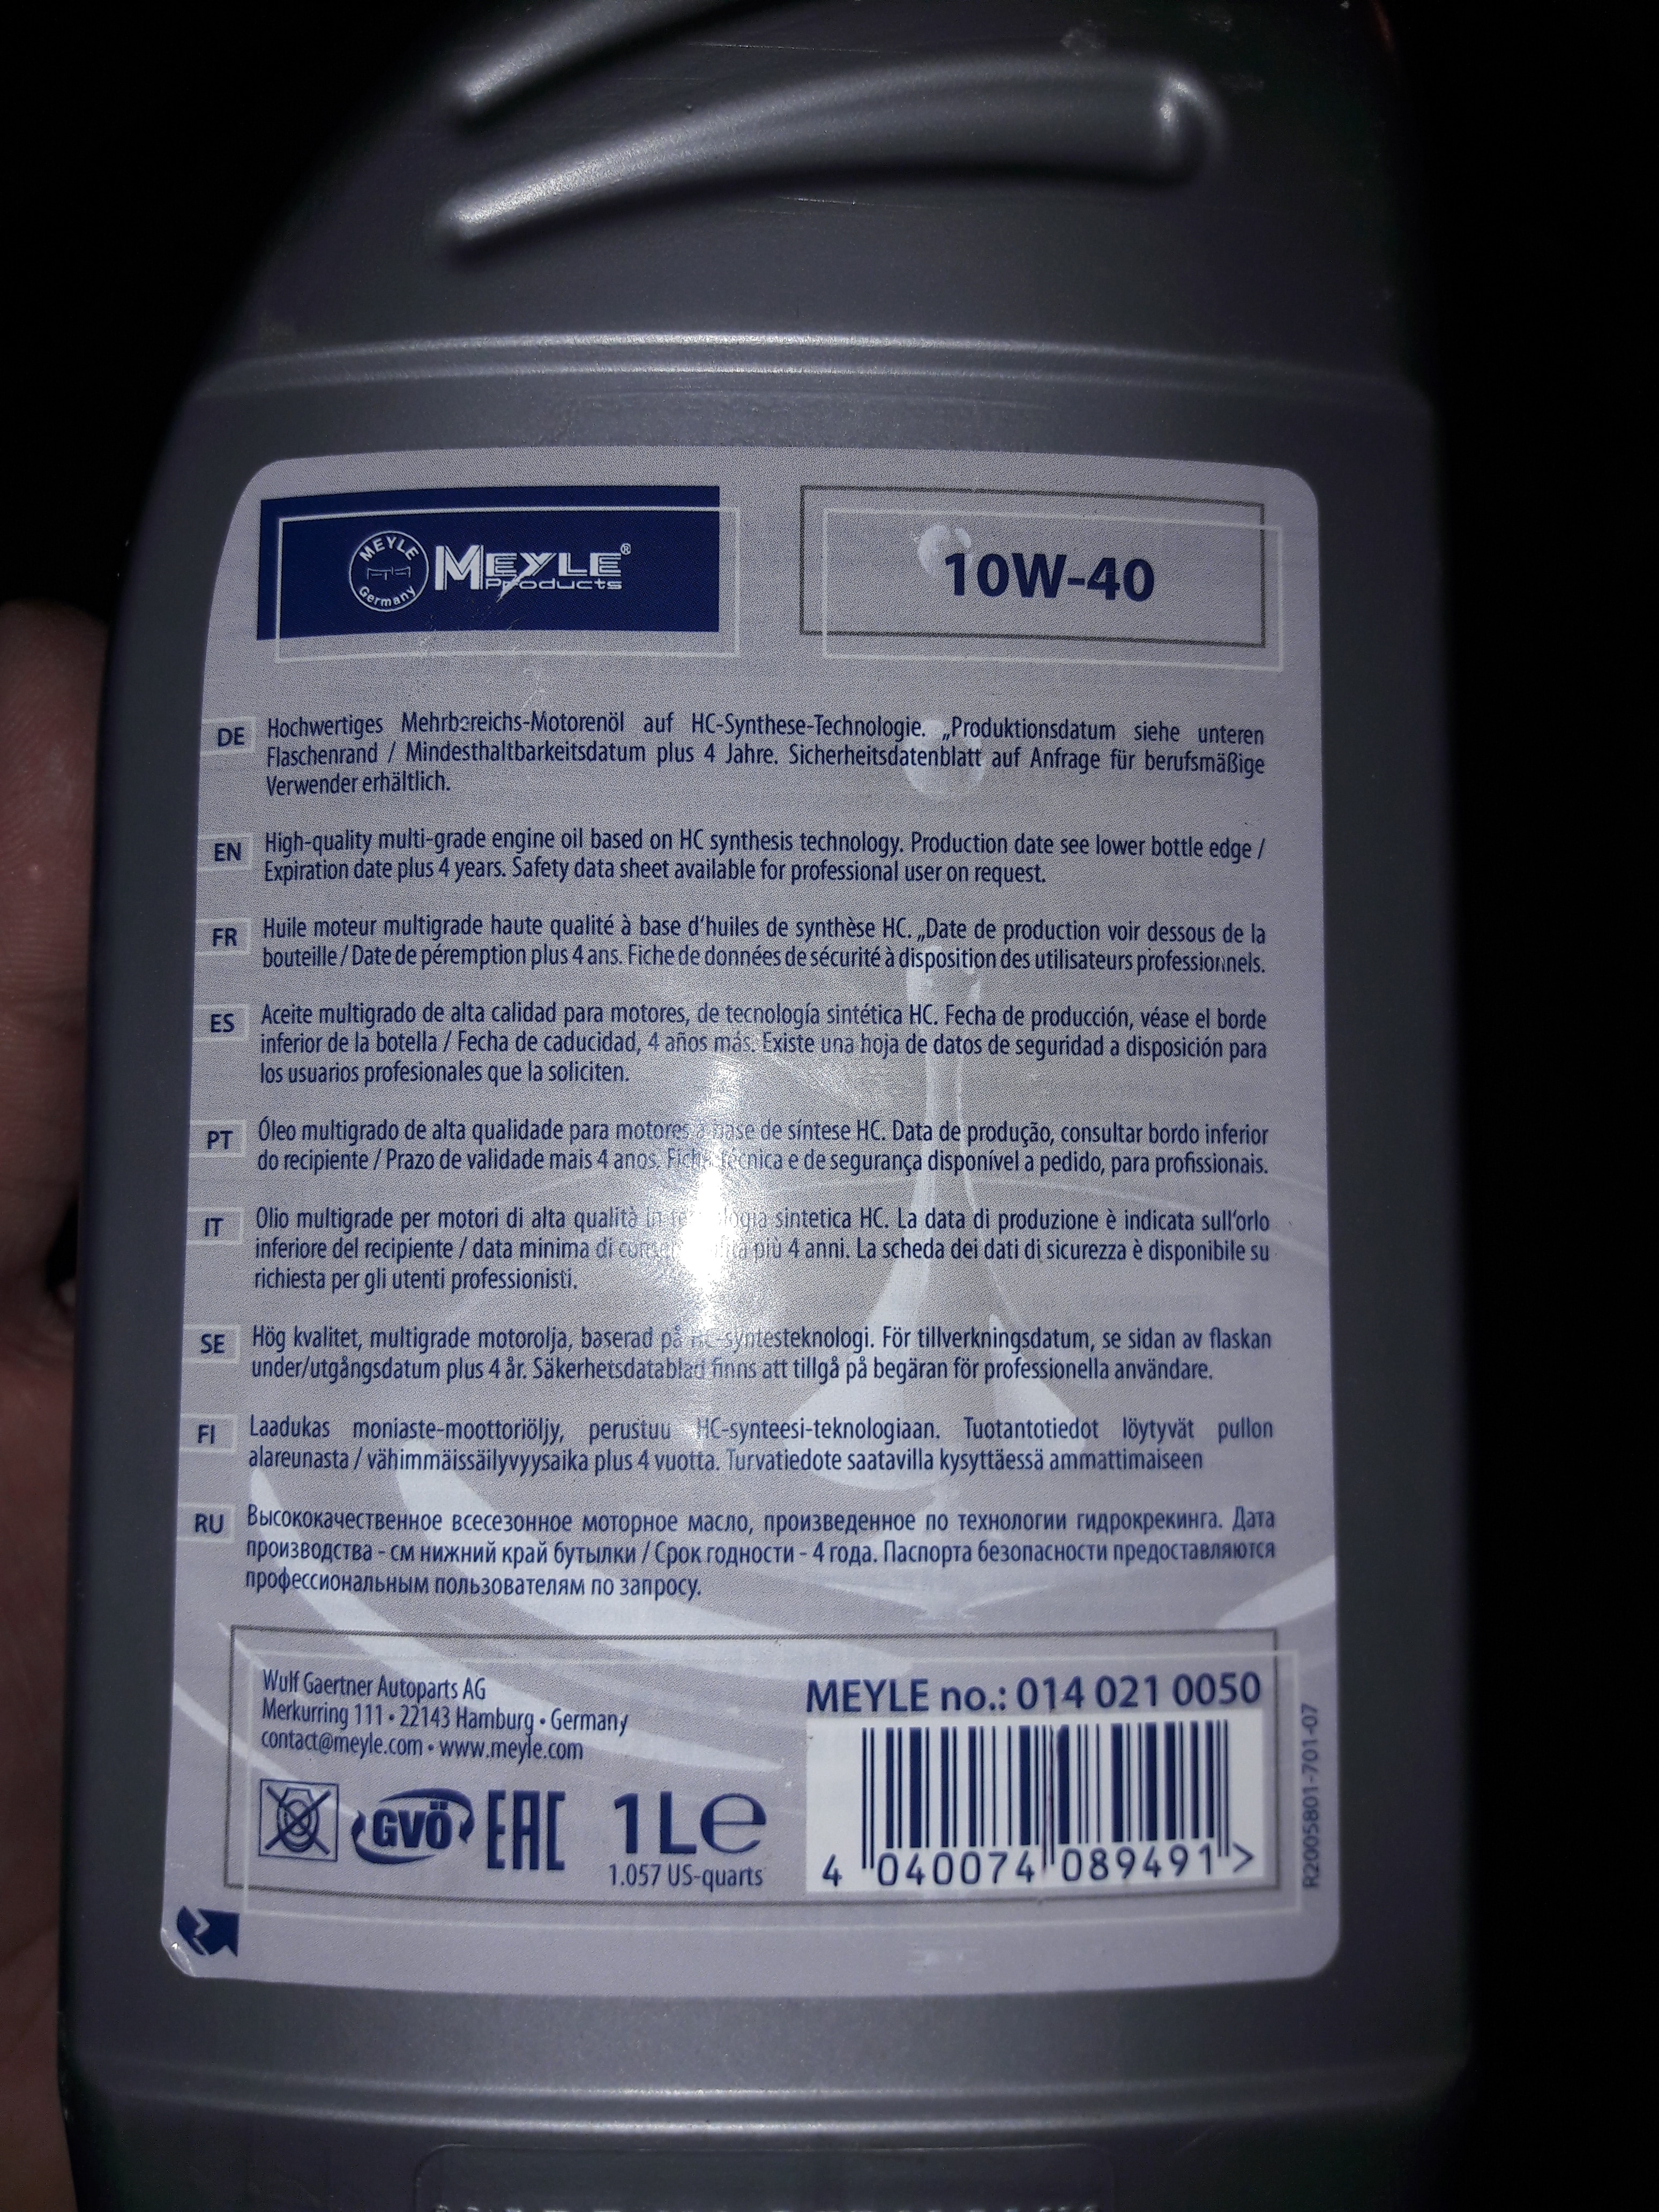 MEYLE
Germany
MEYLE®
Products
10W-40
DE
Hochwertiges Mehrbereichs-Motorenöl auf HC-Synthese-Technologie. „Produktionsdatum siehe unteren
Flaschenrand / Mindesthaltbarkeitsdatum plus 4 Jahre. Sicherheitsdatenblatt auf Anfrage für berufsmäßige
Verwender erhältlich.
EN
High-quality multi-grade engine oil based on HC synthesis technology. Production date see lower bottle edge /
Expiration date plus 4 years. Safety data sheet available for professional user on request.
FR
Huile moteur multigrade haute qualité à base d‘huiles de synthèse HC. „Date de production voir dessous de la
bouteille / Date de péremption plus 4 ans. Fiche de données de sécurité à disposition des utilisateurs professionnels.
ES
Aceite multigrado de alta calidad para motores, de tecnología sintética HC. Fecha de producción, véase el borde
inferior de la botella / Fecha de caducidad, 4 años más. Existe una hoja de datos de seguridad a disposición para
los usuarios profesionales que la soliciten.
PT
Óleo multigrado de alta qualidade para motores à base de síntese HC. Data de produção, consultar bordo inferior
do recipiente / Prazo de validade mais 4 anos. Ficha técnica e de segurança disponível a pedido, para profissionais.
IT
Olio multigrade per motori di alta qualità in sintetica HC. La data di produzione è indicata sull‘orlo
inferiore del recipiente / data minima di più 4 anni. La scheda dei dati di sicurezza è disponibile su
richiesta per gli utenti professionisti.
SE
Hög kvalitet, multigrade motorolja, baserad på HC-syntesteknologi. För tillverkningsdatum, se sidan av flaskan
under/utgångsdatum plus 4 år. Säkerhetsdatablad finns att tillgå på begäran för professionella användare.
FI
Laadukas moniaste-moottoriöljy, perustuu HC-synteesi-teknologiaan. Tuotantotiedot löytyvät pullon
alareunasta / vähimmäissäilyvyysaika plus 4 vuotta. Turvatiedote saatavilla kysyttäessä ammattimaiseen
RU
Высококачественное всесезонное моторное масло, произведенное по технологии гидрокрекинга. Дата
производства - см нижний край бутылки / Срок годности - 4 года. Паспорта безопасности предоставляются
профессиональным пользователям по запросу.
Wulf Gaertner Autoparts AG
Merkurring 111 • 22143 Hamburg • Germany
contact@meyle.com • www.meyle.com
GVÖ
EAC
1Le
1.057 US-quarts
MEYLE no.: 014 021 0050
4 040074 089491 >
R2005801-701-07